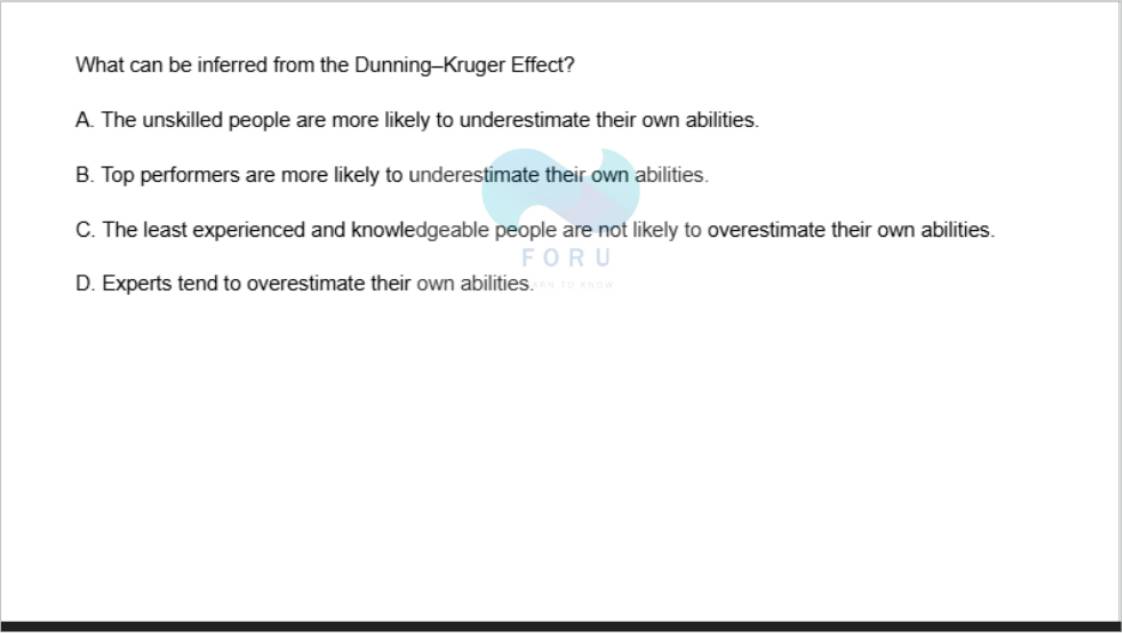 What can be inferred from the Dunning–Kruger Effect?
A. The unskilled people are more likely to underestimate their own abilities.
B. Top performers are more likely to underestimate their own abilities.
C. The least experienced and knowledgeable people are not likely to overestimate their own abilities.
FORU
D. Experts tend to overestimate their own abilities.
TO KNOW